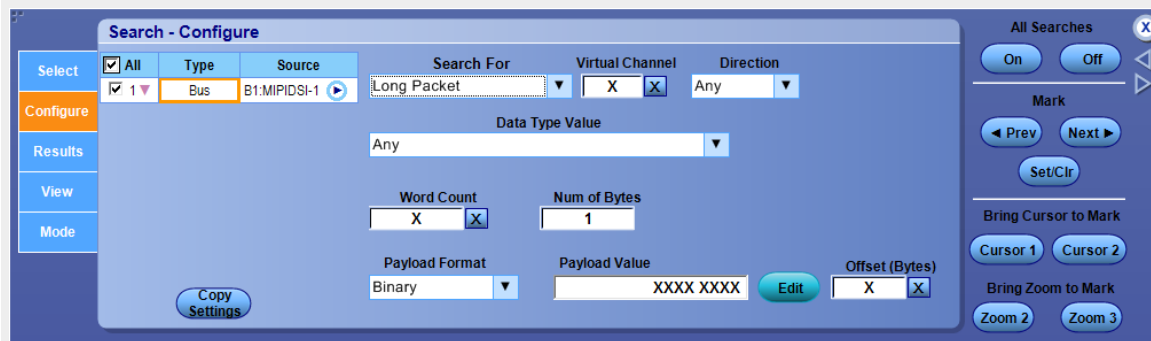 Search - Configure
Select
Configure
Results
View
Mode
All Type Source
1 Bus B1:MIPIDSI-1
Search For Virtual Channel Direction
Long Packet X X Any
Data Type Value
Any
Word Count Num of Bytes
X X 1
Payload Format Payload Value Offset (Bytes)
Binary XXXX XXXX Edit X X
Copy
Settings
All Searches
X
On Off
Mark
Prev Next
Set/Clr
Bring Cursor to Mark
Cursor 1 Cursor 2
Bring Zoom to Mark
Zoom 2 Zoom 3